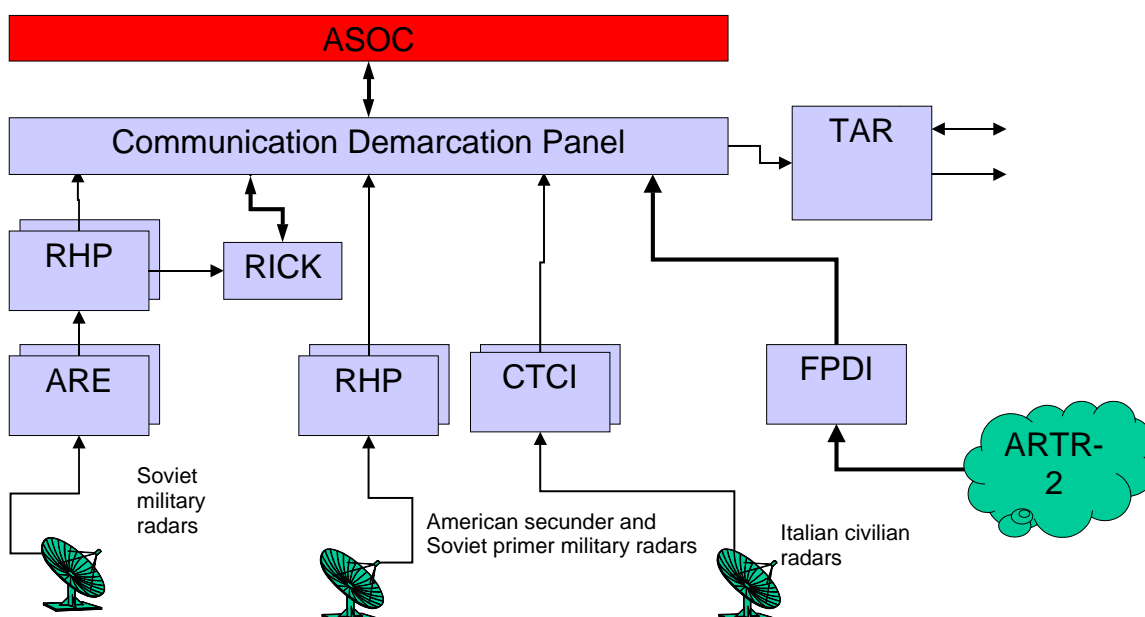 ASOC
Communication Demarcation Panel
TAR
RHP
RICK
ARE
RHP
CTCI
FPDI
ARTR-
2
Soviet
military
radars
American secunder and
Soviet primer military radars
Italian civilian
radars